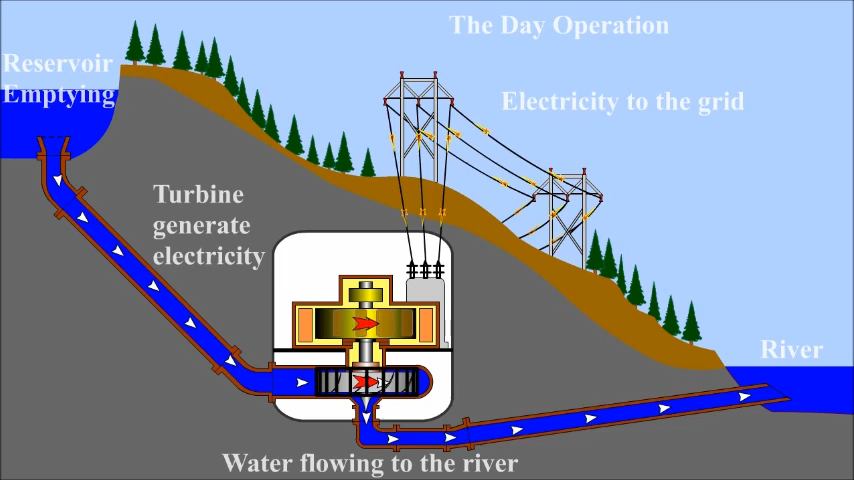 The Day Operation
Reservoir
Emptying
Electricity to the grid
Turbine
generate
electricity
River
Water flowing to the river